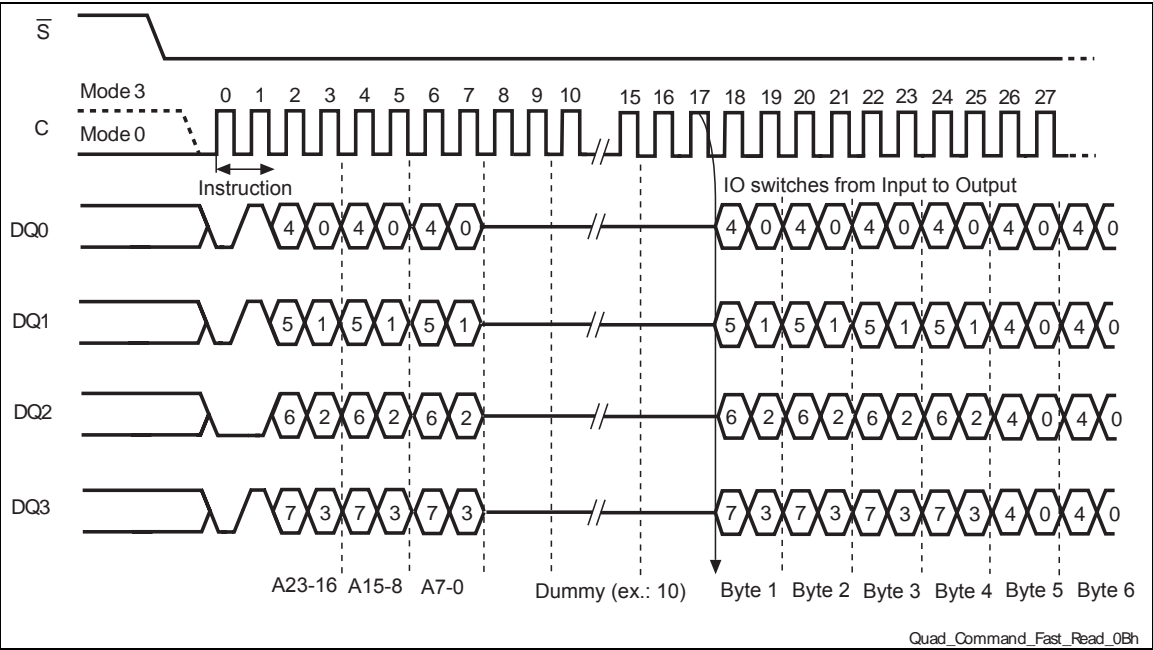 S
Mode 3
0 1 2 3 4 5 6 7 8 9 10 15 16 17 18 19 20 21 22 23 24 25 26 27
C
Mode 0
Instruction
IO switches from Input to Output
DQ0 4 0 4 0 4 0 4 0 4 0 4 0 4 0 4 0 4 0
DQ1 5 1 5 1 5 1 5 1 5 1 5 1 5 1 4 0 4 0
DQ2 6 2 6 2 6 2 6 2 6 2 6 2 6 2 4 0 4 0
DQ3 7 3 7 3 7 3 7 3 7 3 7 3 7 3 4 0 4 0
A23-16 A15-8 A7-0 Dummy (ex.: 10) Byte 1 Byte 2 Byte 3 Byte 4 Byte 5 Byte 6
Quad_Command_Fast_Read_0Bh